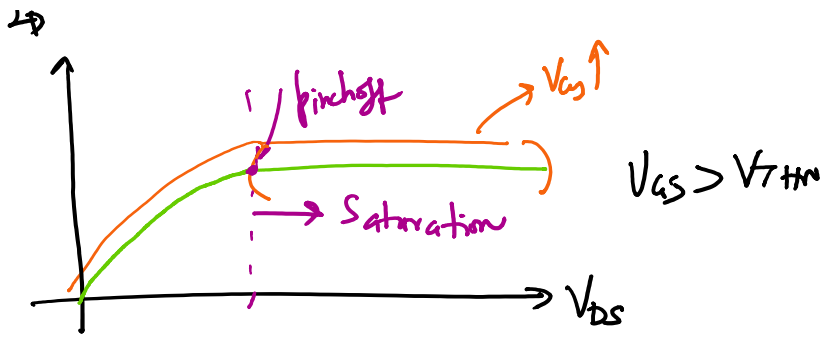 ID
pinchoff
VGS↑
VGS > VTHN
→ Saturation
VDS